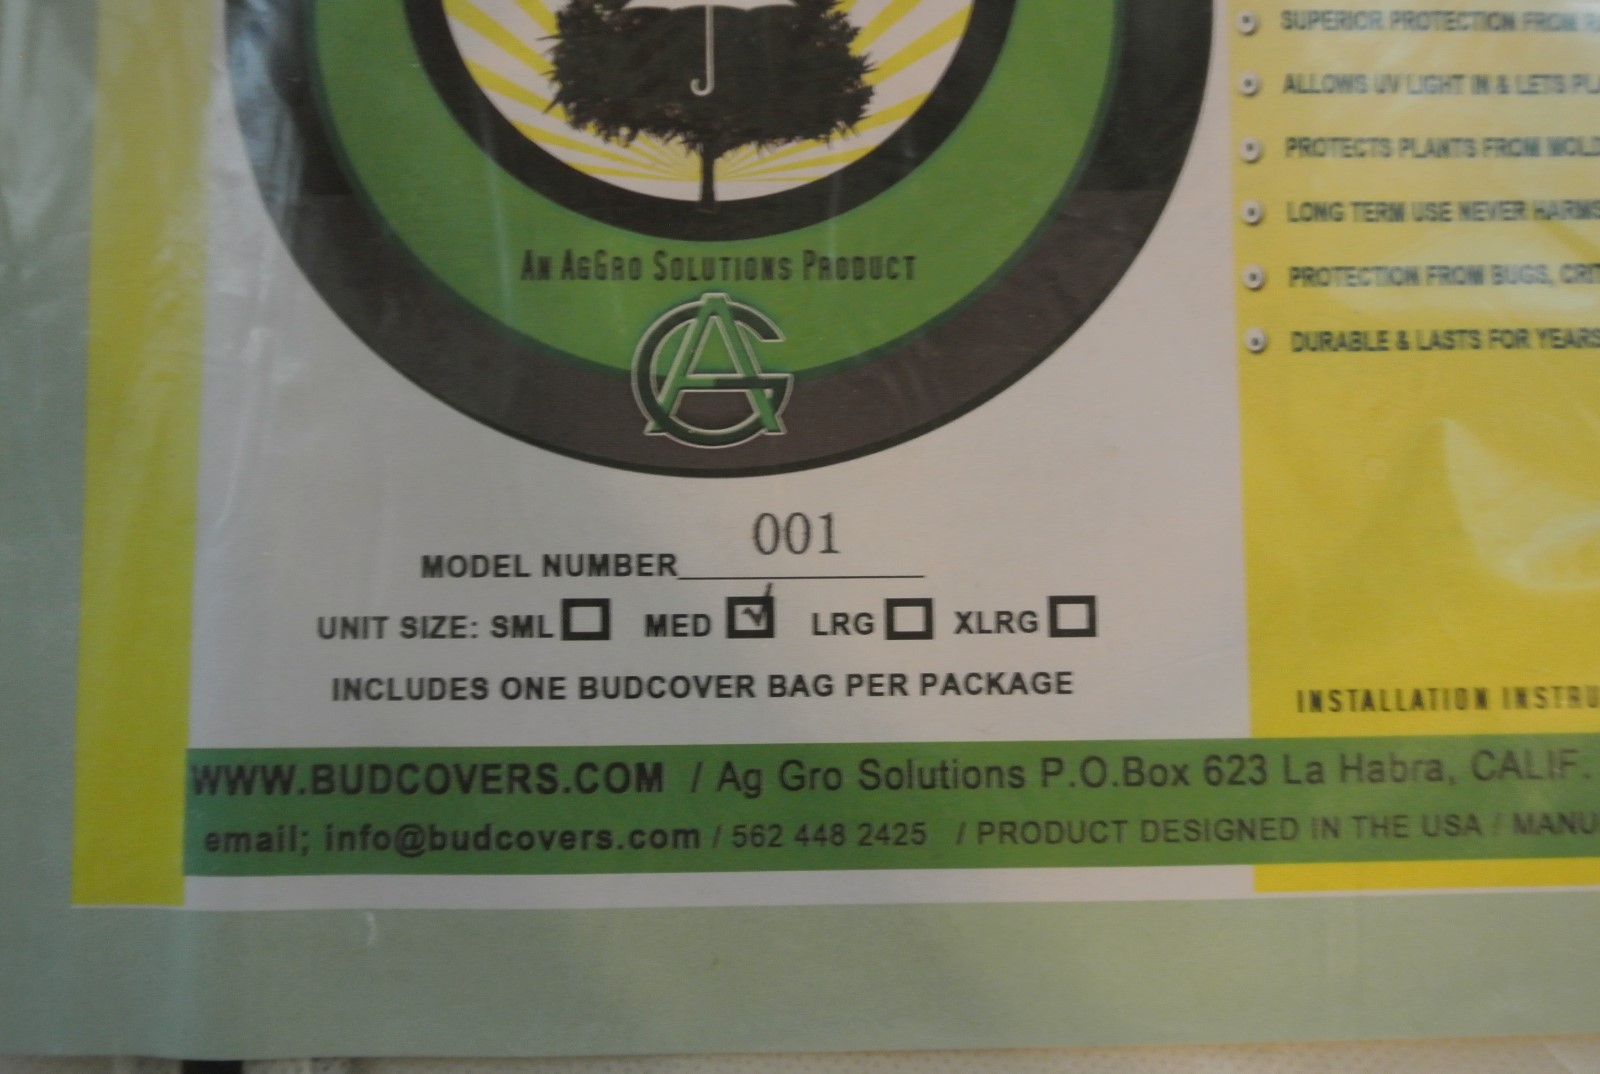 SUPERIOR PROTECTION FROM
ALLOWS UV LIGHT IN & LETS
PROTECTS PLANTS FROM MOLD
LONG TERM USE NEVER HARMS
PROTECTION FROM BUGS,
DURABLE & LASTS FOR YEARS
AN AGGRO SOLUTIONS PRODUCT
AG
MODEL NUMBER 001
UNIT SIZE: SML MED LRG XLRG
INCLUDES ONE BUDCOVER BAG PER PACKAGE
INSTALLATION
WWW.BUDCOVERS.COM / Ag Gro Solutions P.O.Box 623 La Habra, CALIF.
email; info@budcovers.com / 562 448 2425 / PRODUCT DESIGNED IN THE USA /